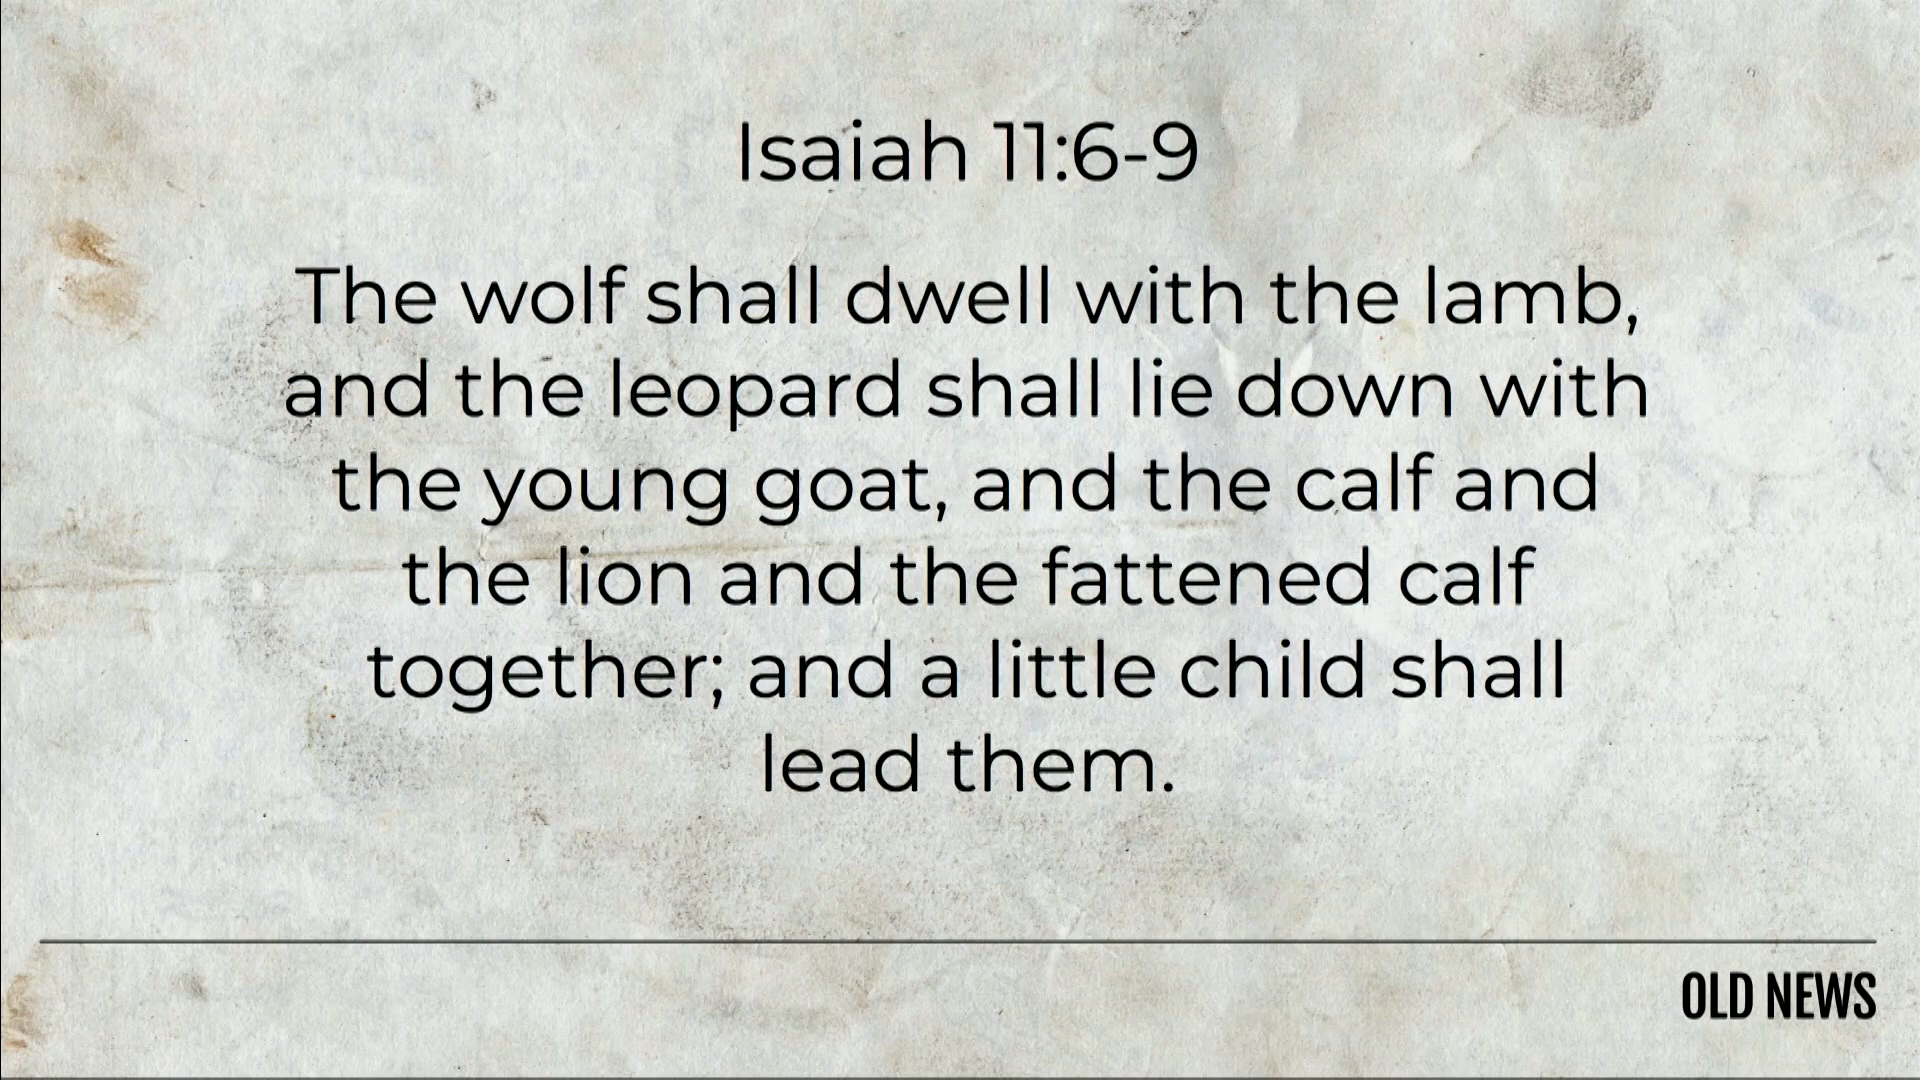 Isaiah 11:6-9
The wolf shall dwell with the lamb,
and the leopard shall lie down with
the young goat, and the calf and
the lion and the fattened calf
together; and a little child shall
lead them.
OLD NEWS